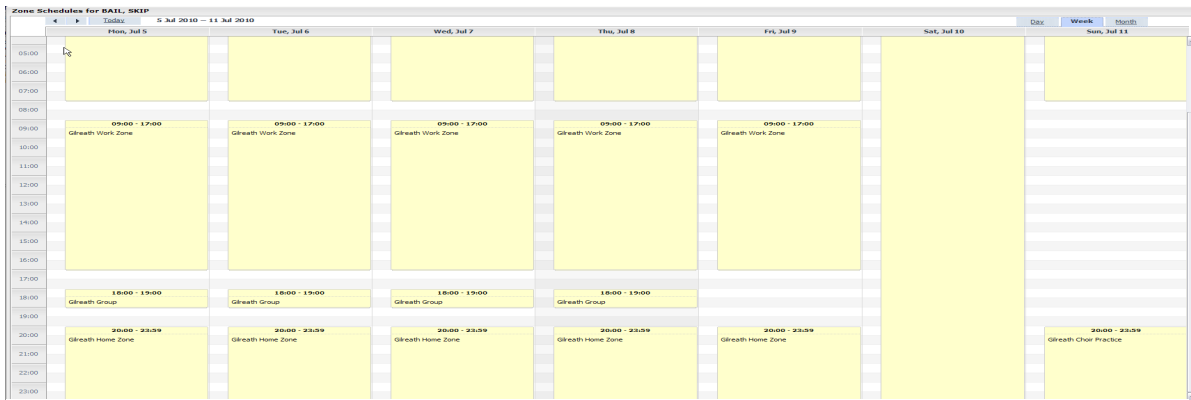 Zone Schedules for BAIL, SKIP
Today 5 Jul 2010 — 11 Jul 2010 Day Week Month
Mon, Jul 5 Tue, Jul 6 Wed, Jul 7 Thu, Jul 8 Fri, Jul 9 Sat, Jul 10 Sun, Jul 11
05:00
06:00
07:00
08:00
09:00 - 17:00 09:00 - 17:00 09:00 - 17:00 09:00 - 17:00 09:00 - 17:00
09:00 Gilreath Work Zone Gilreath Work Zone Gilreath Work Zone Gilreath Work Zone Gilreath Work Zone
10:00
11:00
12:00
13:00
14:00
15:00
16:00
17:00
18:00 - 19:00 18:00 - 19:00 18:00 - 19:00 18:00 - 19:00
18:00 Gilreath Group Gilreath Group Gilreath Group Gilreath Group
19:00
20:00 - 23:59 20:00 - 23:59 20:00 - 23:59 20:00 - 23:59 20:00 - 23:59 20:00 - 23:59
20:00 Gilreath Home Zone Gilreath Home Zone Gilreath Home Zone Gilreath Home Zone Gilreath Home Zone Gilreath Choir Practice
21:00
22:00
23:00